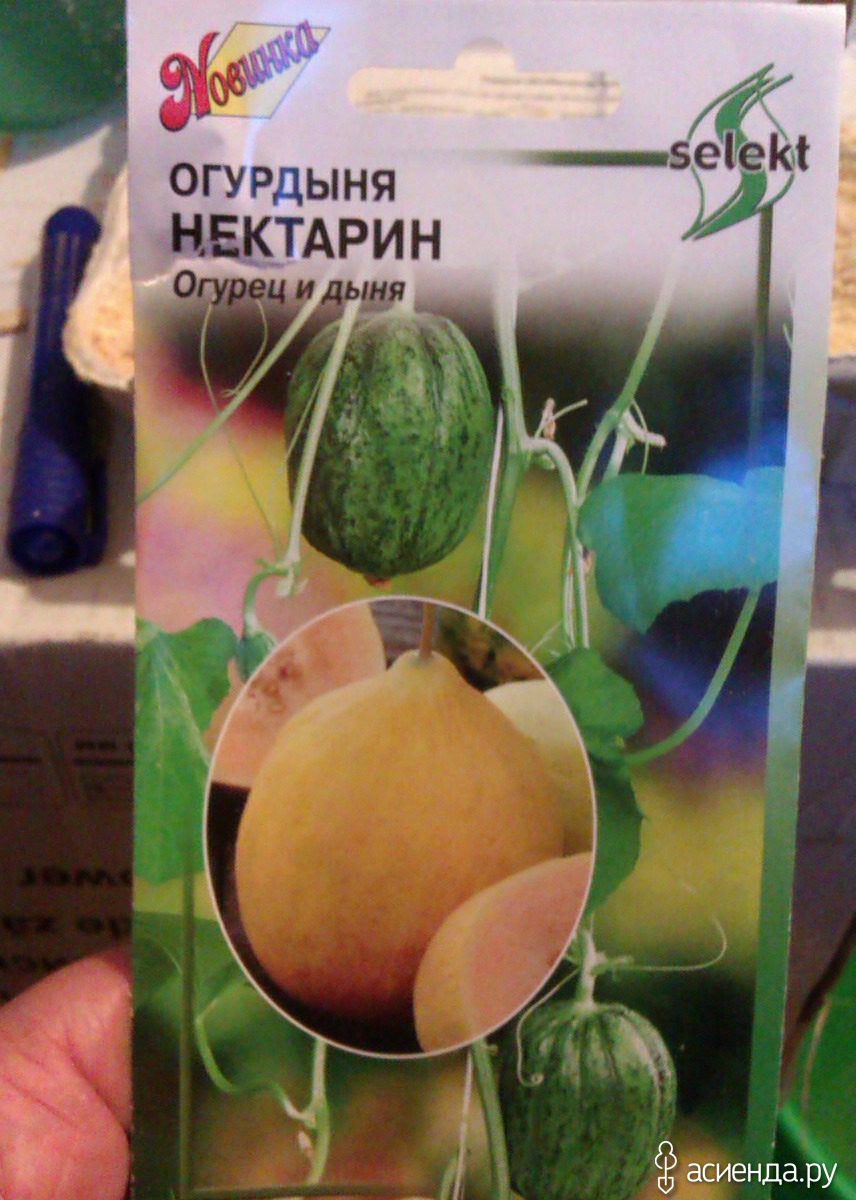 Новинка
selekt
ОГУРДЫНЯ
НЕКТАРИН
Огурец и дыня
асиенда.ру